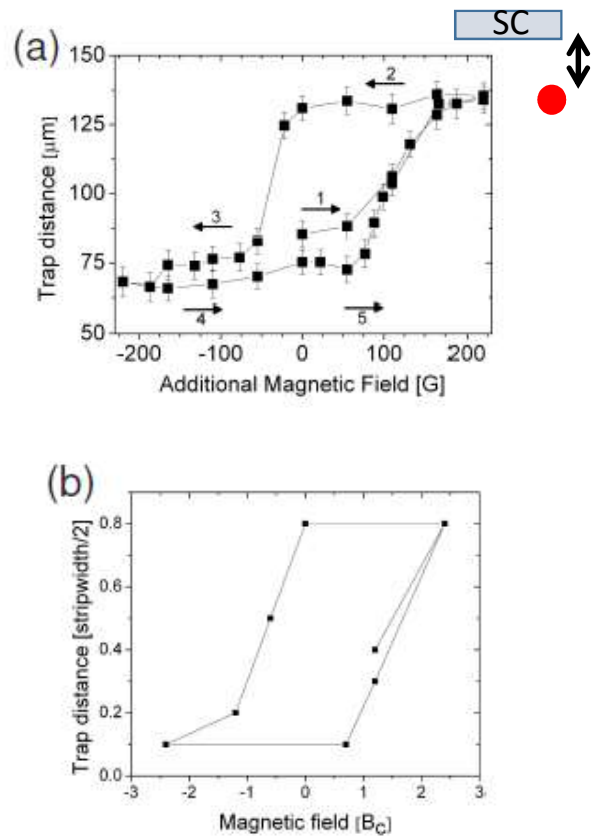 SC
(a)
150
125
100
75
50
Trap distance [μm]
2
1
3
4
5
-200 -100 0 100 200
Additional Magnetic Field [G]
(b)
0.8
0.6
0.4
0.2
0.0
Trap distance [stripwidth/2]
-3 -2 -1 0 1 2 3
Magnetic field [B_C]